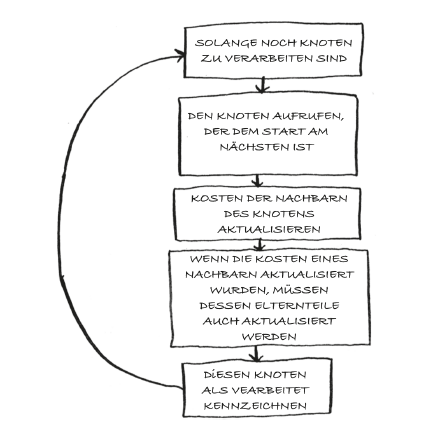 SOLANGE NOCH KNOTEN
ZU VERARBEITEN SIND
DEN KNOTEN AUFRUFEN,
DER DEM START AM
NÄCHSTEN IST
KOSTEN DER NACHBARN
DES KNOTENS
AKTUALISIEREN
WENN DIE KOSTEN EINES
NACHBARN AKTUALISIERT
WURDEN, MÜSSEN
DESSEN ELTERNTEILE
AUCH AKTUALISIERT
WERDEN
DiESEN KNOTEN
ALS VEARBEITET
KENNZEICHNEN